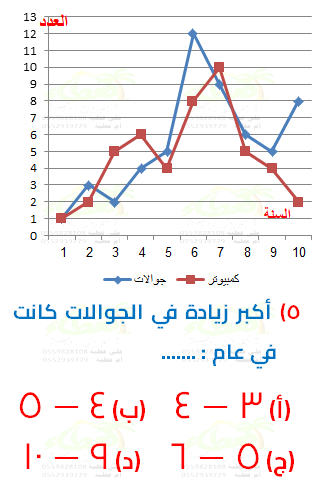 العدد
13
12
11
10
9
8
7
6
5
4
3
2
1
0
السنة
1 2 3 4 5 6 7 8 9 10
جوالات كمبيوتر
٥) أكبر زيادة في الجوالات كانت
في عام : .......
(أ) ٣ – ٤ (ب) ٤ – ٥
(ج) ٥ – ٦ (د) ٩ – ١٠